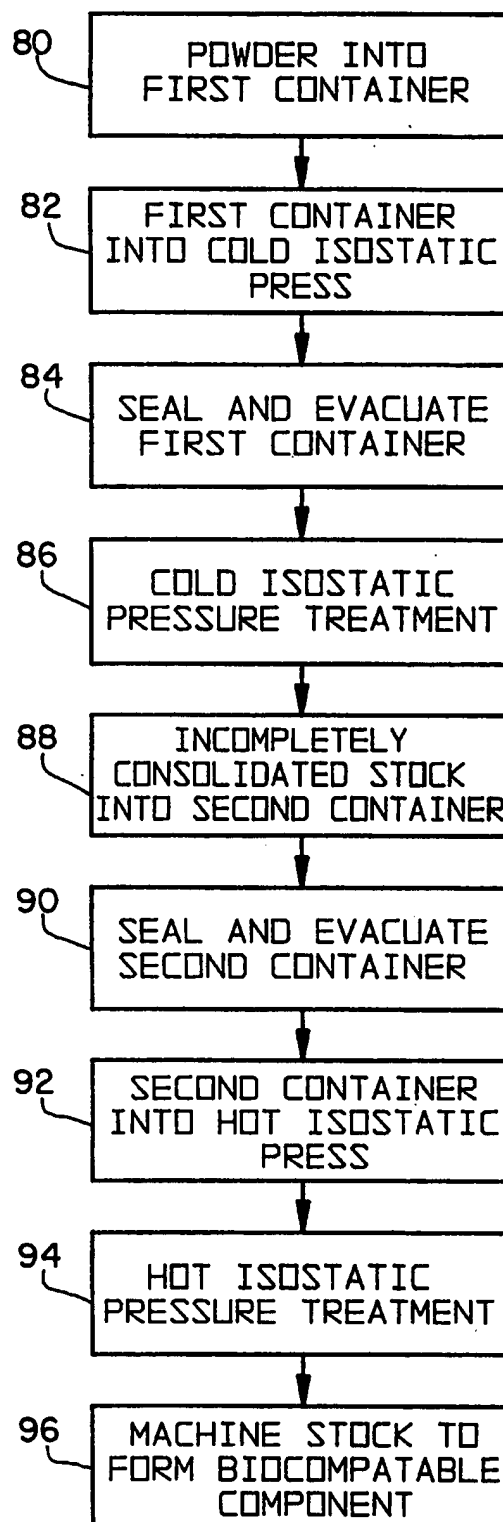 80
POWDER INTO
FIRST CONTAINER
82
FIRST CONTAINER
INTO COLD ISOSTATIC
PRESS
84
SEAL AND EVACUATE
FIRST CONTAINER
86
COLD ISOSTATIC
PRESSURE TREATMENT
88
INCOMPLETELY
CONSOLIDATED STOCK
INTO SECOND CONTAINER
90
SEAL AND EVACUATE
SECOND CONTAINER
92
SECOND CONTAINER
INTO HOT ISOSTATIC
PRESS
94
HOT ISOSTATIC
PRESSURE TREATMENT
96
MACHINE STOCK TO
FORM BIOCOMPATABLE
COMPONENT